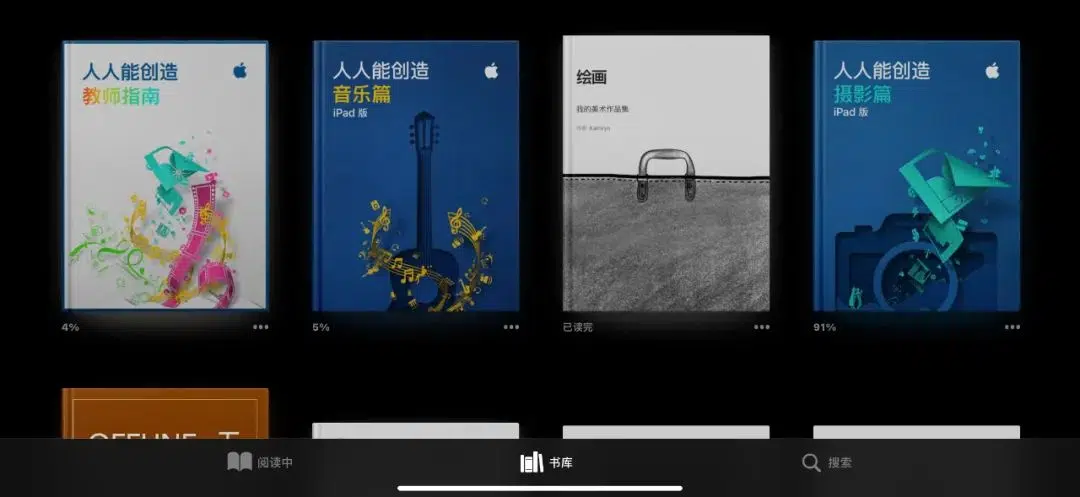 人人能创造
教师指南
人人能创造
音乐篇
iPad 版
绘画
我的美术作品集
作者 Kathryn
人人能创造
摄影篇
iPad 版
4%
5%
已读完
91%
阅读中
书库
搜索